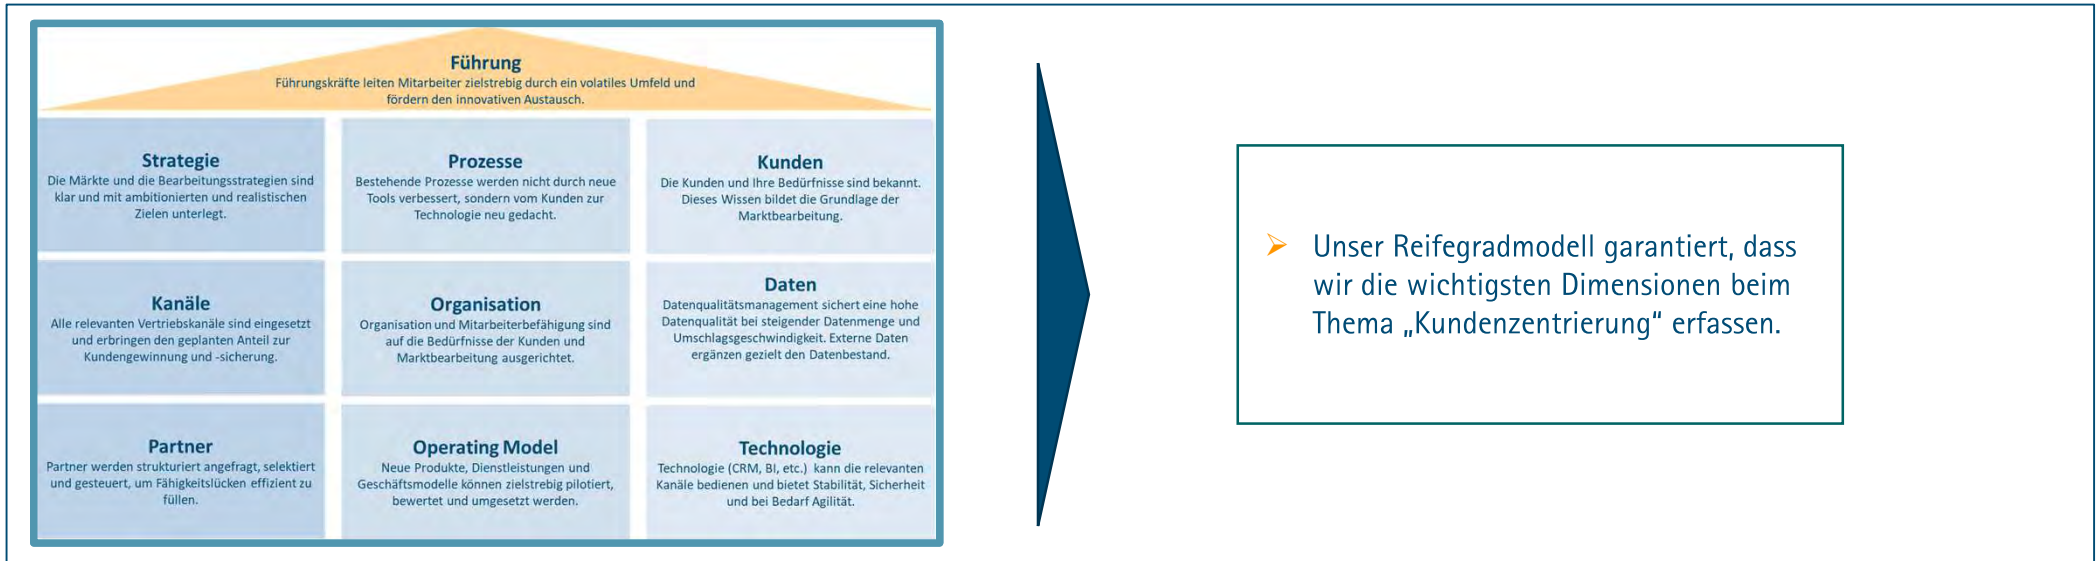 Führung
Führungskräfte leiten Mitarbeiter zielstrebig durch ein volatiles Umfeld und
fördern den innovativen Austausch.
Strategie
Die Märkte und die Bearbeitungsstrategien sind
klar und mit ambitionierten und realistischen
Zielen unterlegt.
Prozesse
Bestehende Prozesse werden nicht durch neue
Tools verbessert, sondern vom Kunden zur
Technologie neu gedacht.
Kunden
Die Kunden und Ihre Bedürfnisse sind bekannt.
Dieses Wissen bildet die Grundlage der
Marktbearbeitung.
Kanäle
Alle relevanten Vertriebskanäle sind eingesetzt
und erbringen den geplanten Anteil zur
Kundengewinnung und -sicherung.
Organisation
Organisation und Mitarbeiterbefähigung sind
auf die Bedürfnisse der Kunden und
Marktbearbeitung ausgerichtet.
Daten
Datenqualitätsmanagement sichert eine hohe
Datenqualität bei steigender Datenmenge und
Umschlagsgeschwindigkeit. Externe Daten
ergänzen gezielt den Datenbestand.
Partner
Partner werden strukturiert angefragt, selektiert
und gesteuert, um Fähigkeitslücken effizient zu
füllen.
Operating Model
Neue Produkte, Dienstleistungen und
Geschäftsmodelle können zielstrebig pilotiert,
bewertet und umgesetzt werden.
Technologie
Technologie (CRM, BI, etc.) kann die relevanten
Kanäle bedienen und bietet Stabilität, Sicherheit
und bei Bedarf Agilität.
Unser Reifegradmodell garantiert, dass
wir die wichtigsten Dimensionen beim
Thema „Kundenzentrierung" erfassen.